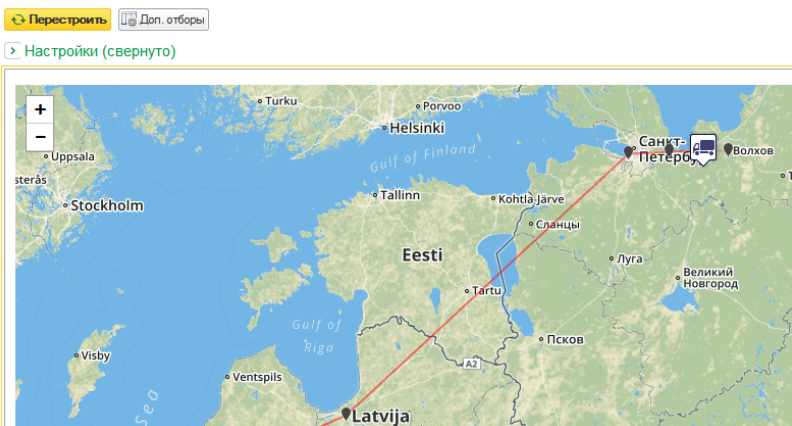 Перестроить
Доп. отборы
Настройки (свернуто)
+
−
Turku
Porvoo
Helsinki
Gulf of Finland
Uppsala
sterås
Stockholm
Tallinn
Kohtla-Järve
Санкт-
Петербу
Волхов
Сланцы
Eesti
Луга
Великий
Новгород
Tartu
Gulf of
Riga
Псков
Visby
A2
Ventspils
Sea
Latvija